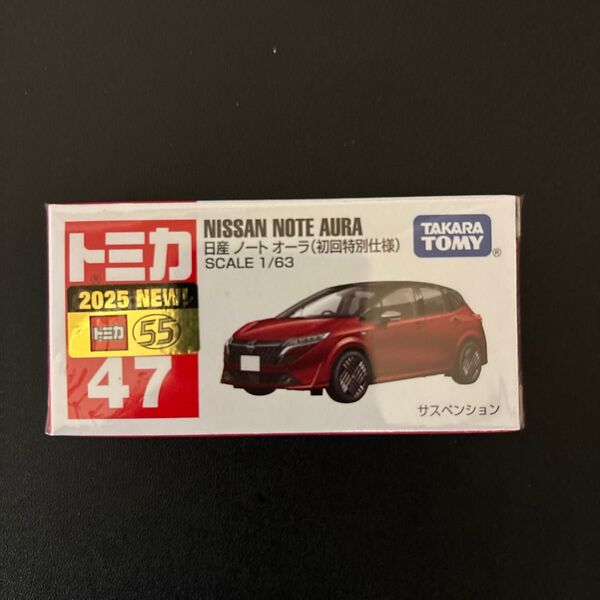 トミカ
®
2025 NEW!
トミカ 55
47
NISSAN NOTE AURA
日産 ノート オーラ(初回特別仕様)
SCALE 1/63
TAKARA
TOMY®
サスペンション